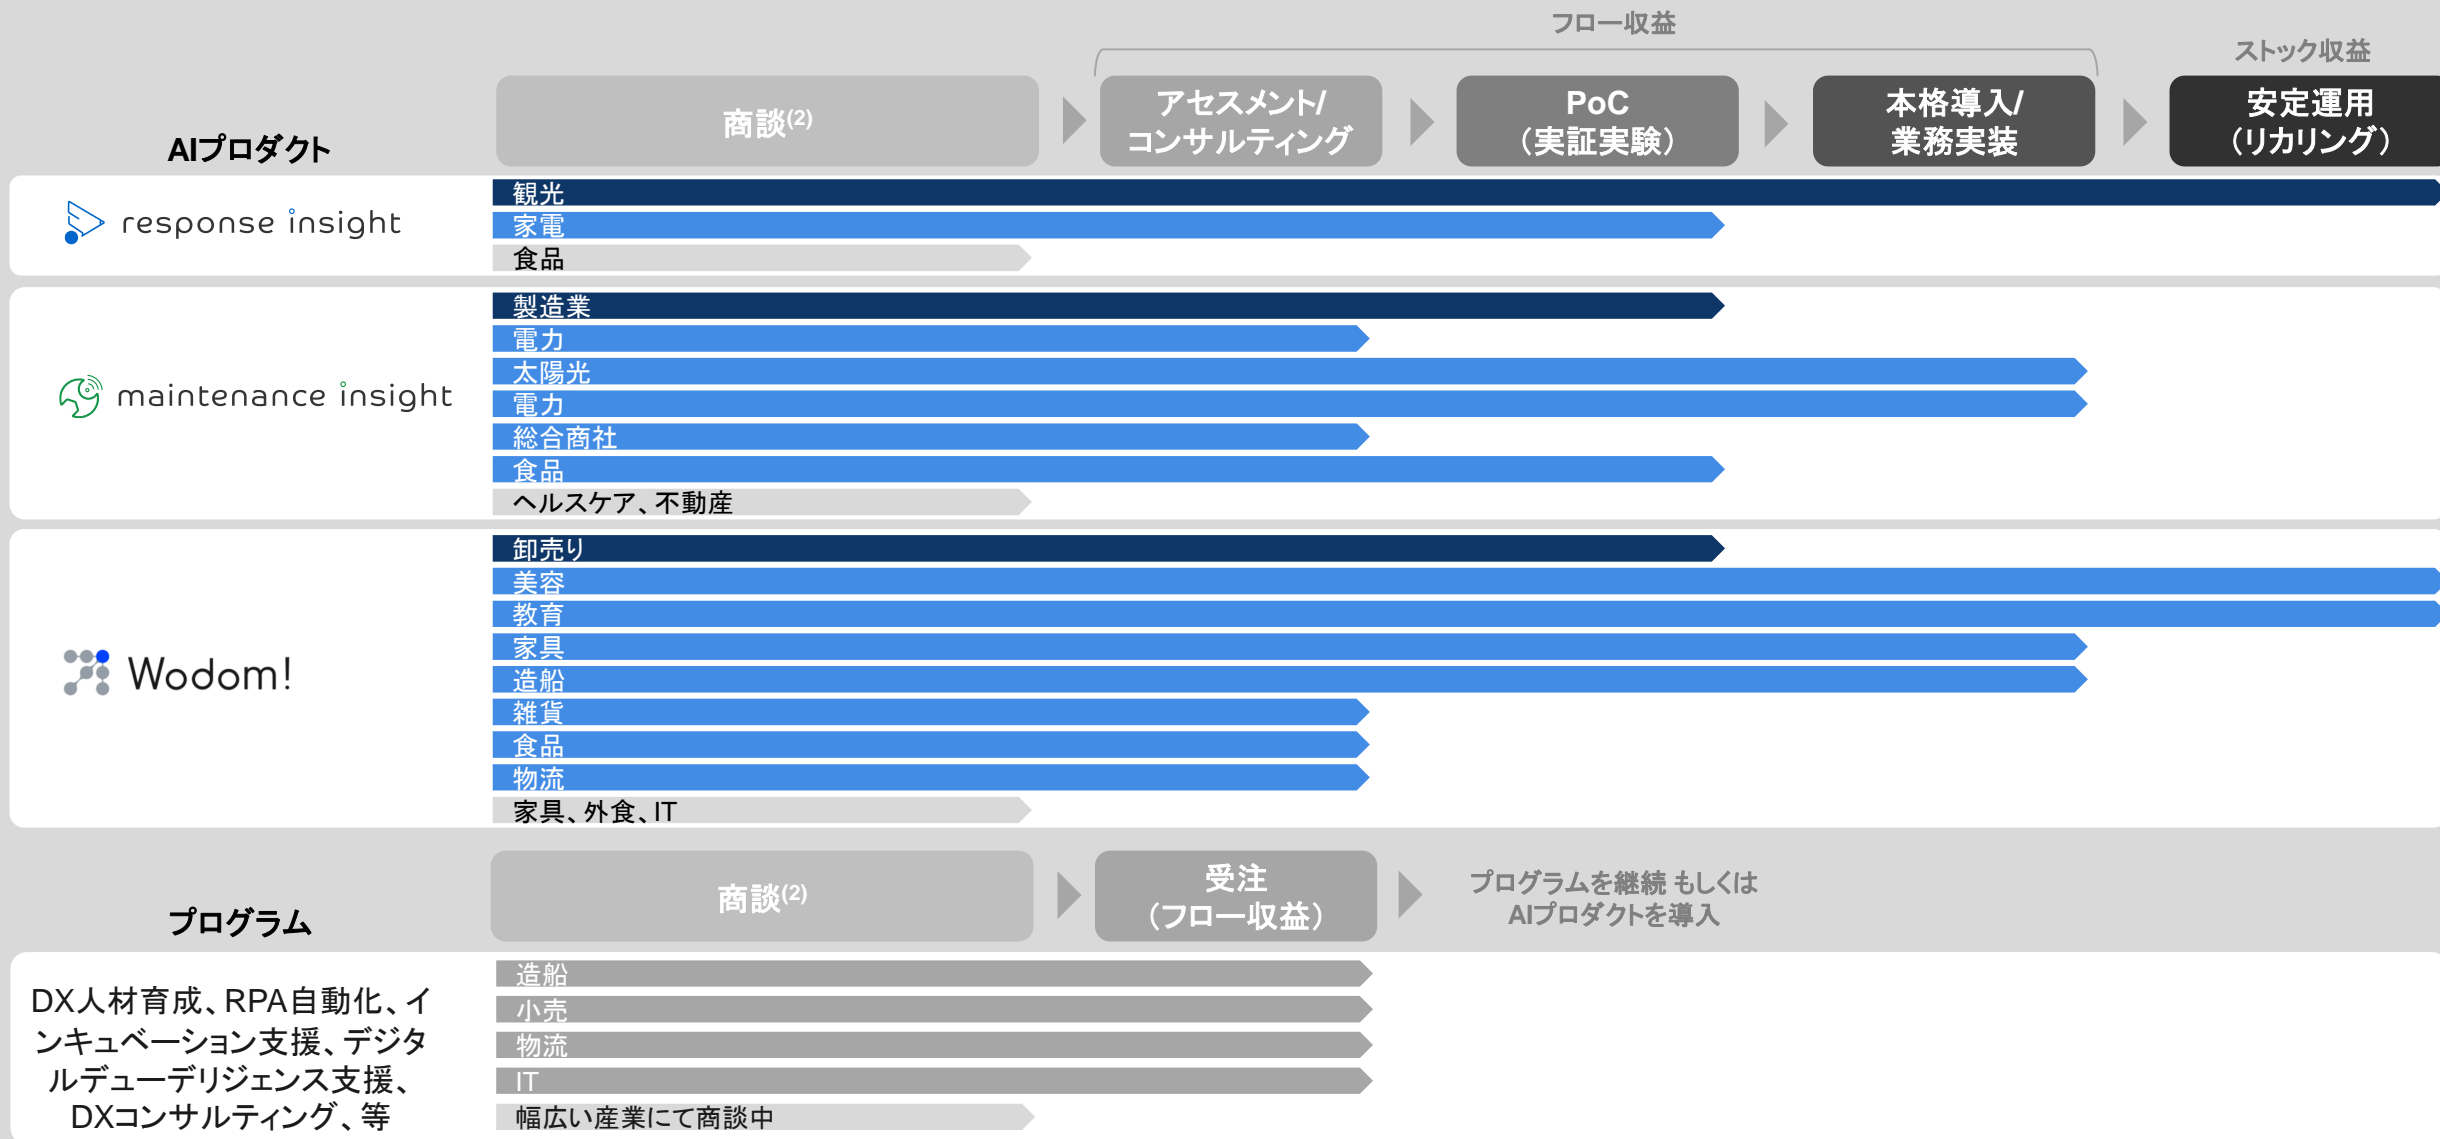 フロー収益
ストック収益
AIプロダクト
商談(2)
アセスメント/
コンサルティング
PoC
（実証実験）
本格導入/
業務実装
安定運用
（リカリング）
response insight
観光
家電
食品
maintenance insight
製造業
電力
太陽光
電力
総合商社
食品
ヘルスケア、不動産
Wodom!
卸売り
美容
教育
家具
造船
雑貨
食品
物流
家具、外食、IT
プログラム
商談(2)
受注
（フロー収益）
プログラムを継続 もしくは
AIプロダクトを導入
DX人材育成、RPA自動化、イ
ンキュベーション支援、デジタ
ルデューデリジェンス支援、
DXコンサルティング、等
造船
小売
物流
IT
幅広い産業にて商談中